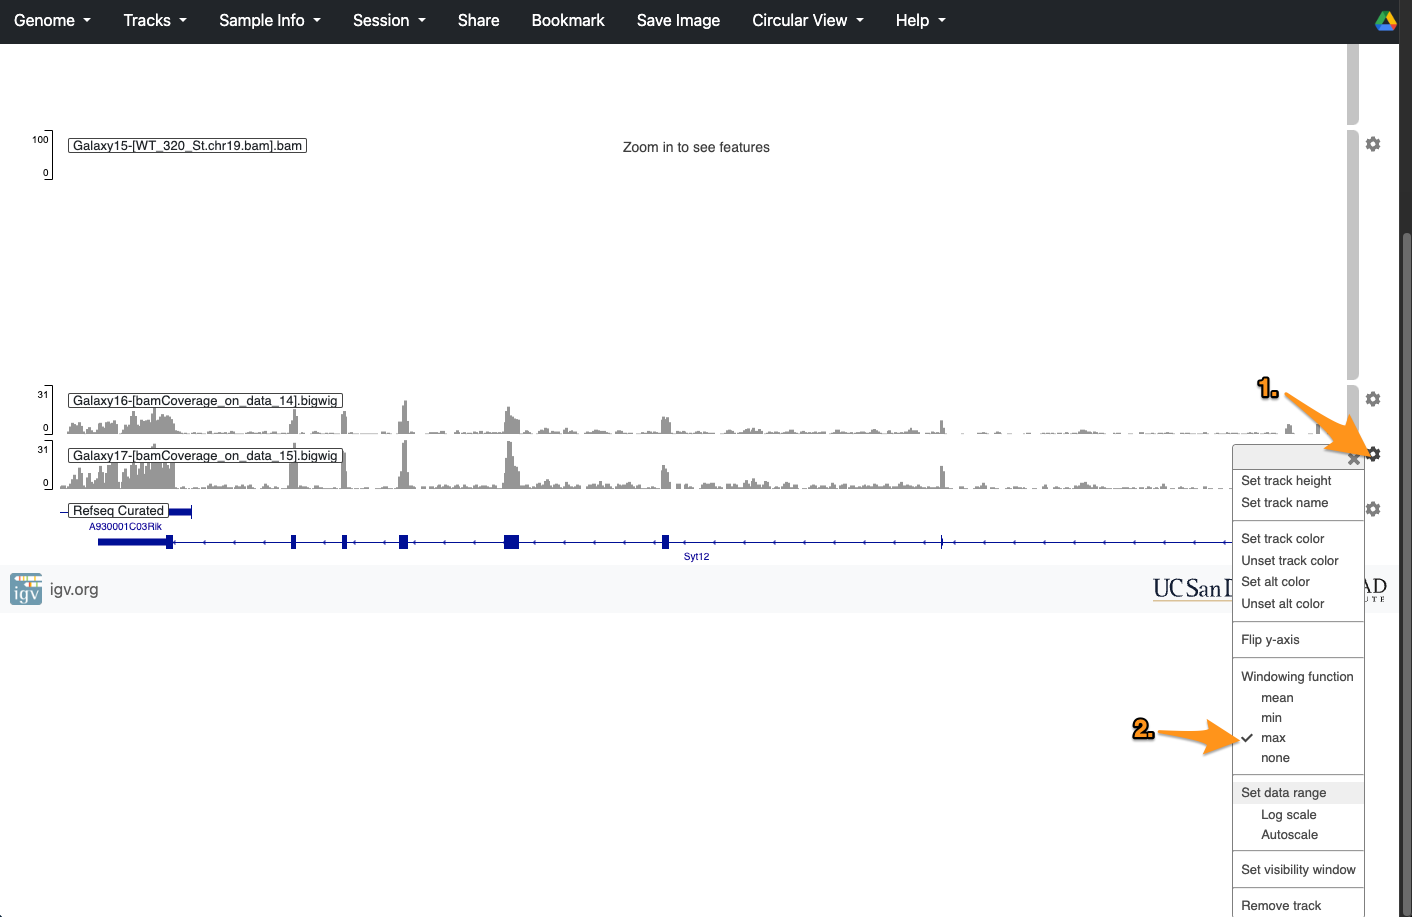 Genome Tracks Sample Info Session Share Bookmark Save Image Circular View Help
100
Galaxy15-[WT_320_St.chr19.bam].bam
Zoom in to see features
0
1.
31
Galaxy16-[bamCoverage_on_data_14].bigwig
0
31
Galaxy17-[bamCoverage_on_data_15].bigwig
0
Refseq Curated
A930001C03Rik
Syt12
igv
igv.org
UC San D
AD
UTE
Set track height
Set track name
Set track color
Unset track color
Set alt color
Unset alt color
Flip y-axis
Windowing function
mean
min
2.
max
none
Set data range
Log scale
Autoscale
Set visibility window
Remove track